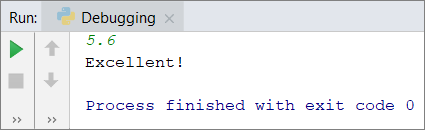 Run: Debugging ×
5.6
Excellent!
Process finished with exit code 0